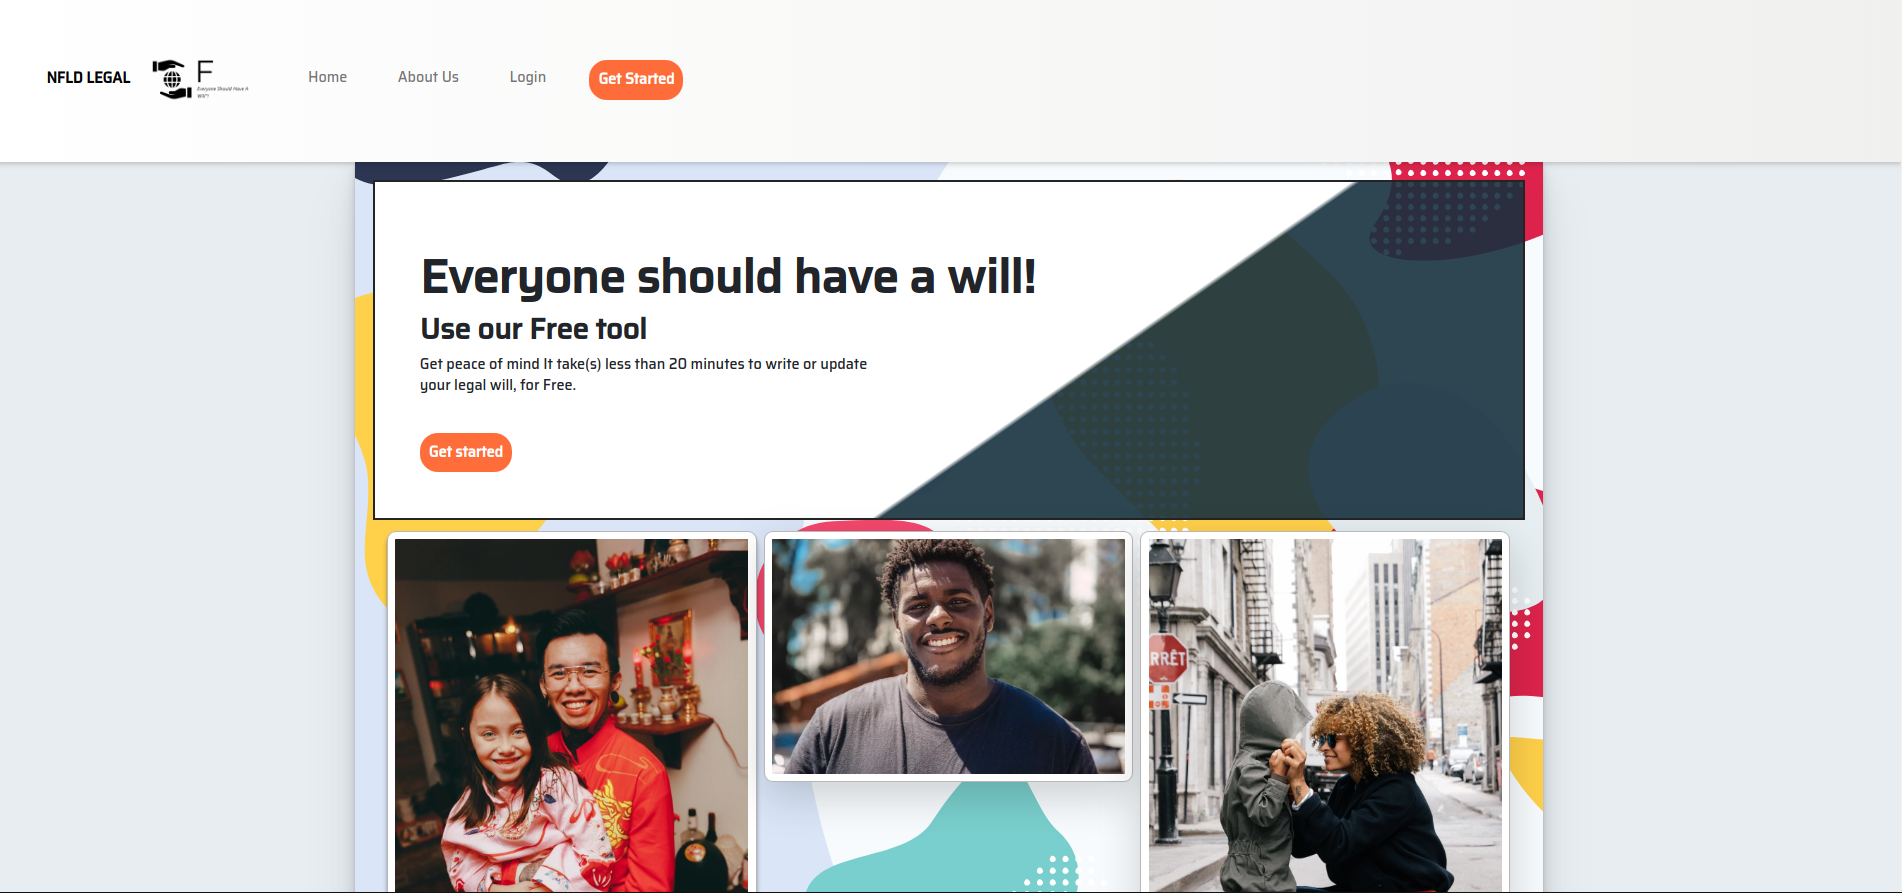 NFLD LEGAL
F
Everyone Should Have A
Will!!
Home
About Us
Login
Get Started
Everyone should have a will!
Use our Free tool
Get peace of mind It take(s) less than 20 minutes to write or update
your legal will, for Free.
Get started
RRÊT